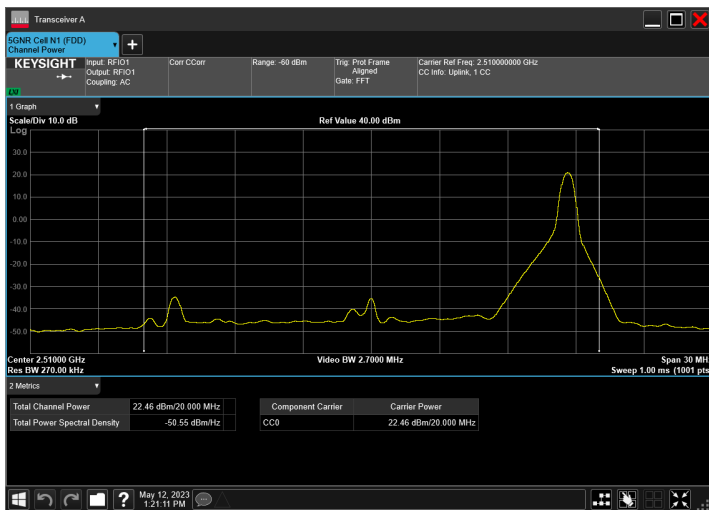 Transceiver A
5GNR Cell N1 (FDD)
Channel Power
KEYSIGHT
Input: RFIO1
Output: RFIO1
Coupling: AC
Corr CCorr
Range: -60 dBm
Trig: Prot Frame
Aligned
Gate: FFT
Carrier Ref Freq: 2.510000000 GHz
CC Info: Uplink, 1 CC
1 Graph
Scale/Div 10.0 dB
Ref Value 40.00 dBm
Log
30.0
20.0
10.0
0.00
-10.0
-20.0
-30.0
-40.0
-50.0
Center 2.51000 GHz
Video BW 2.7000 MHz
Span 30 MH
Res BW 270.00 kHz
Sweep 1.00 ms (1001 pts
2 Metrics
Total Channel Power 22.46 dBm/20.000 MHz
Total Power Spectral Density -50.55 dBm/Hz
Component Carrier Carrier Power
CC0 22.46 dBm/20.000 MHz
?
May 12, 2023
1:21:11 PM